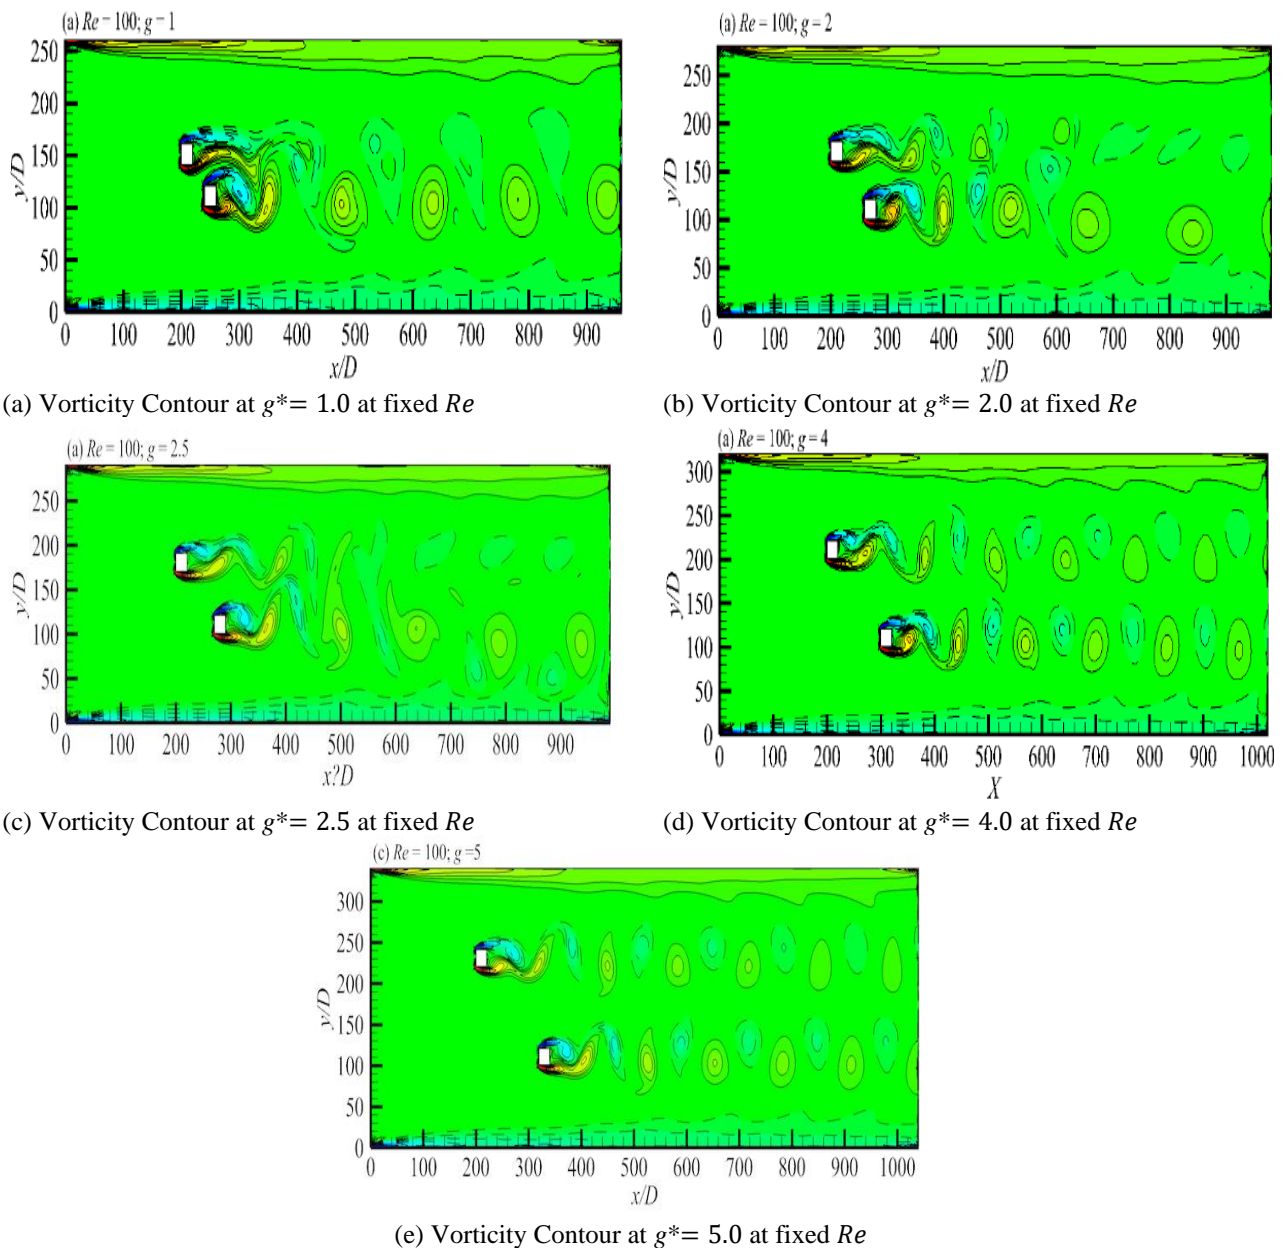 (a) Re = 100; g = 1
250
200
150
100
50
0
y/D
0 100 200 300 400 500 600 700 800 900
x/D
(a) Vorticity Contour at g*= 1.0 at fixed Re
(a) Re = 100; g = 2
250
200
150
100
50
0
y/D
0 100 200 300 400 500 600 700 800 900
x/D
(b) Vorticity Contour at g*= 2.0 at fixed Re
(a) Re = 100; g = 2.5
250
200
150
100
50
0
y/D
0 100 200 300 400 500 600 700 800 900
x?D
(c) Vorticity Contour at g*= 2.5 at fixed Re
(a) Re = 100; g = 4
300
250
200
150
100
50
0
y/D
0 100 200 300 400 500 600 700 800 900 1000
X
(d) Vorticity Contour at g*= 4.0 at fixed Re
(c) Re = 100; g =5
300
250
200
150
100
50
0
y/D
0 100 200 300 400 500 600 700 800 900 1000
x/D
(e) Vorticity Contour at g*= 5.0 at fixed Re